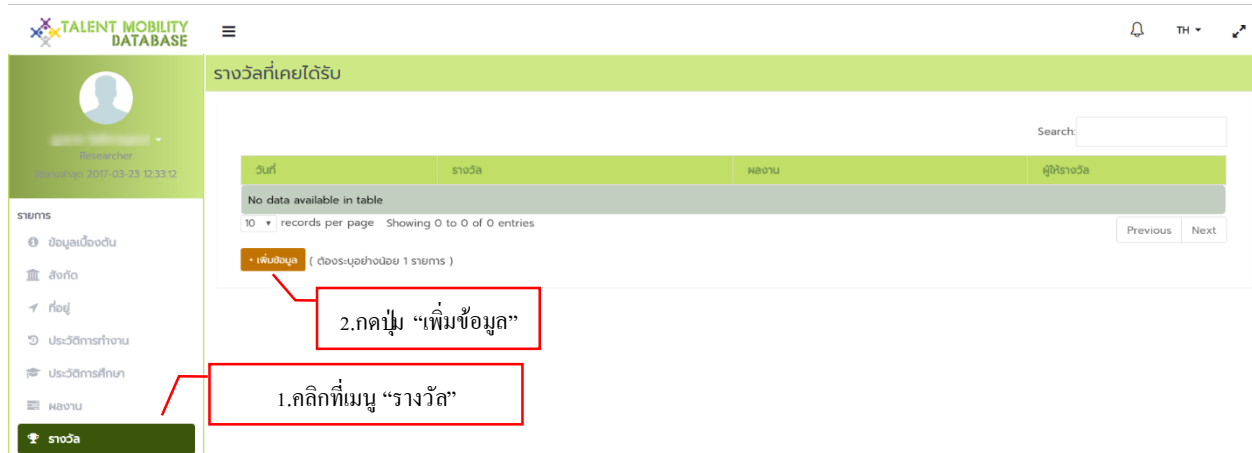 TALENT MOBILITY
DATABASE
TH
รางวัลที่เคยได้รับ
Researcher
2017-03-23 12:33:12
Search:
วันที่ รางวัล ผลงาน ผู้ให้รางวัล
No data available in table
10 records per page Showing 0 to 0 of 0 entries
Previous Next
+ เพิ่มข้อมูล ( ต้องระบุอย่างน้อย 1 รายการ )
รายการ
ข้อมูลเบื้องต้น
สังกัด
ที่อยู่
ประวัติการทำงาน
ประวัติการศึกษา
ผลงาน
รางวัล
2.กดปุ่ม “เพิ่มข้อมูล”
1.คลิกที่เมนู “รางวัล”